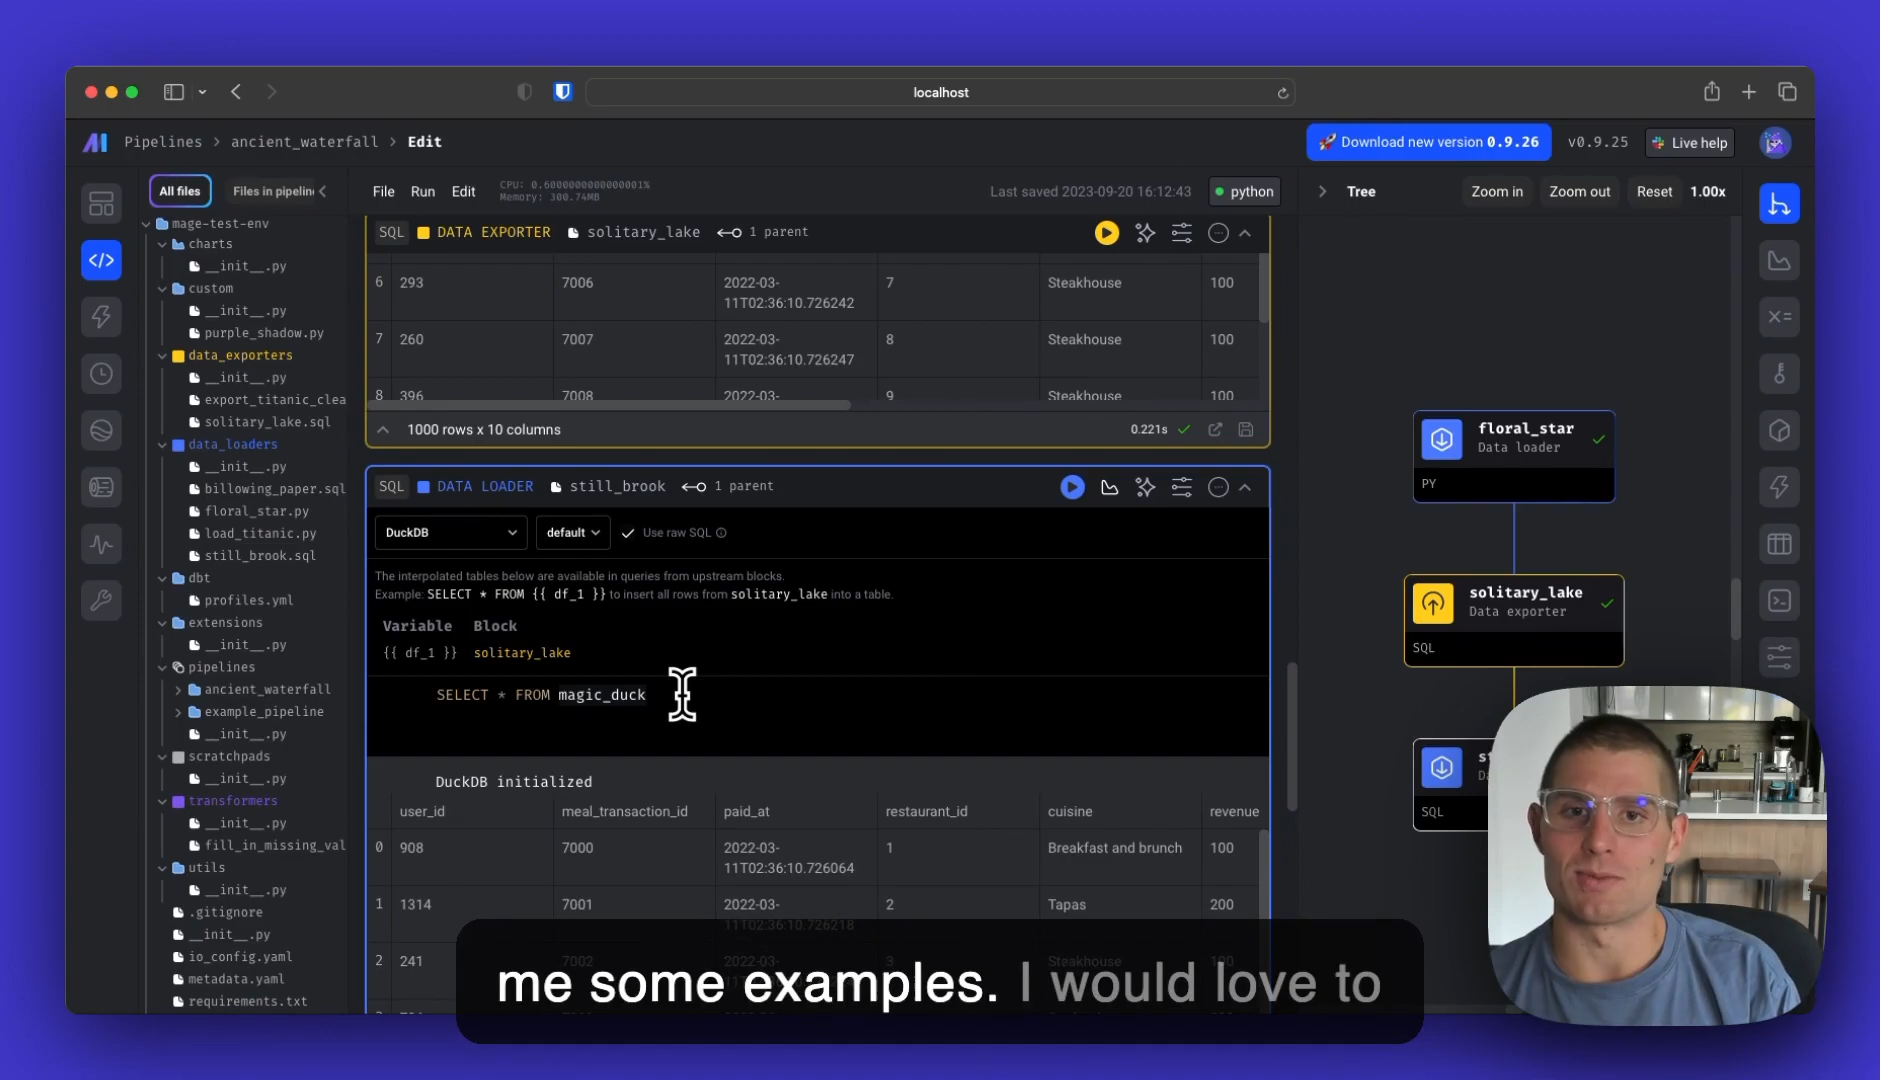 localhost
Pipelines > ancient_waterfall > Edit
Download new version 0.9.26
v0.9.25
Live help
All files
Files in pipelin
File Run Edit
CPU: 0.6000000000000001%
Memory: 300.74MB
Last saved 2023-09-20 16:12:43
python
Tree
Zoom in
Zoom out
Reset
1.00x
mage-test-env
charts
__init__.py
custom
__init__.py
purple_shadow.py
data_exporters
__init__.py
export_titanic_clea
solitary_lake.sql
data_loaders
__init__.py
billowing_paper.sql
floral_star.py
load_titanic.py
still_brook.sql
dbt
profiles.yml
extensions
__init__.py
pipelines
ancient_waterfall
example_pipeline
__init__.py
scratchpads
__init__.py
transformers
__init__.py
fill_in_missing_val
utils
__init__.py
.gitignore
__init__.py
io_config.yaml
metadata.yaml
requirements.txt
SQL DATA EXPORTER solitary_lake 1 parent
6 293 7006 2022-03-11T02:36:10.726242 7 Steakhouse 100
7 260 7007 2022-03-11T02:36:10.726247 8 Steakhouse 100
8 396 7008 2022-03- 9 Steakhouse 100
1000 rows x 10 columns
0.221s
SQL DATA LOADER still_brook 1 parent
DuckDB
default
Use raw SQL
The interpolated tables below are available in queries from upstream blocks.
Example: SELECT * FROM {{ df_1 }} to insert all rows from solitary_lake into a table.
Variable Block
{{ df_1 }} solitary_lake
SELECT * FROM magic_duck
DuckDB initialized
user_id meal_transaction_id paid_at restaurant_id cuisine revenue
0 908 7000 2022-03-11T02:36:10.726064 1 Breakfast and brunch 100
1 1314 7001 2022-03-11T02:36:10.726218 2 Tapas 200
2 241 7002 2022-03- 3 Steakhouse 100
floral_star
Data loader
PY
solitary_lake
Data exporter
SQL
SQL
me some examples. I would love to